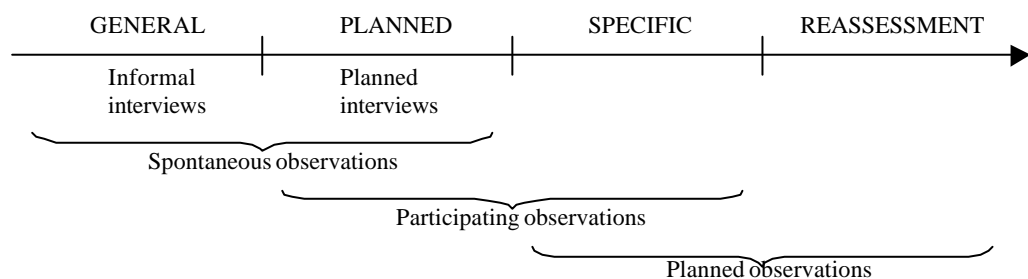 GENERAL PLANNED SPECIFIC REASSESSMENT
Informal Planned
interviews interviews
Spontaneous observations
Participating observations
Planned observations